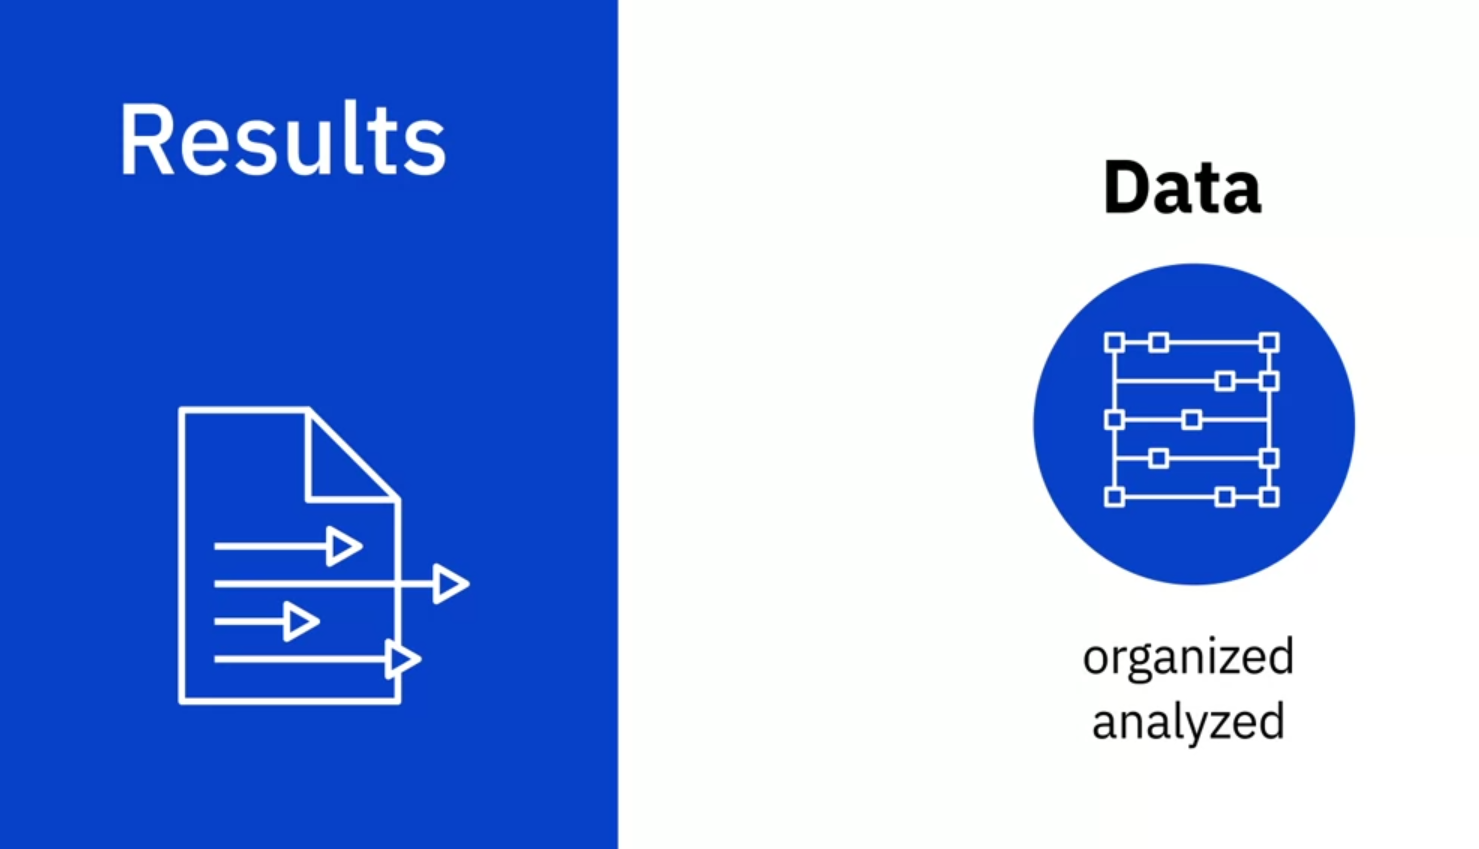 Results
Data
organized
analyzed